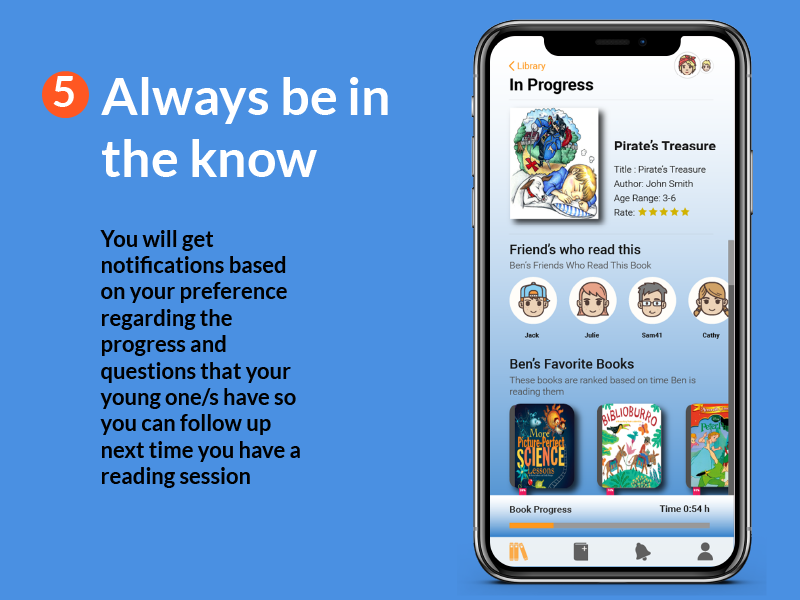 5
Always be in
the know
You will get
notifications based
on your preference
regarding the
progress and
questions that your
young one/s have so
you can follow up
next time you have a
reading session
Library
In Progress
Pirate's Treasure
Title : Pirate's Treasure
Author: John Smith
Age Range: 3-6
Rate:
Friend's who read this
Ben's Friends Who Read This Book
Jack Julie Sam41 Cathy
Ben's Favorite Books
These books are ranked based on time Ben is
reading them
More
Picture-Perfect
SCIENCE
Lessons
BIBLIOBURRO
Book Progress Time 0:54 h